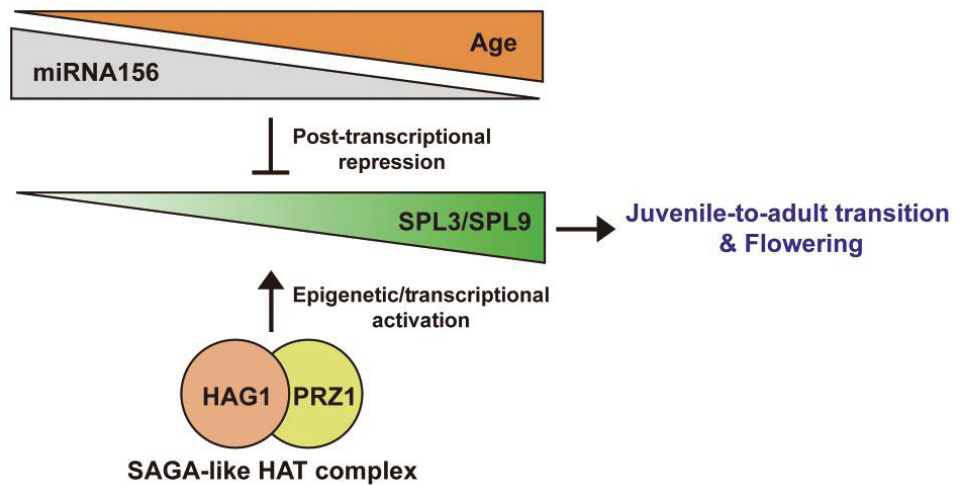 Age
miRNA156
Post-transcriptional
repression
SPL3/SPL9
Juvenile-to-adult transition
& Flowering
Epigenetic/transcriptional
activation
HAG1
PRZ1
SAGA-like HAT complex